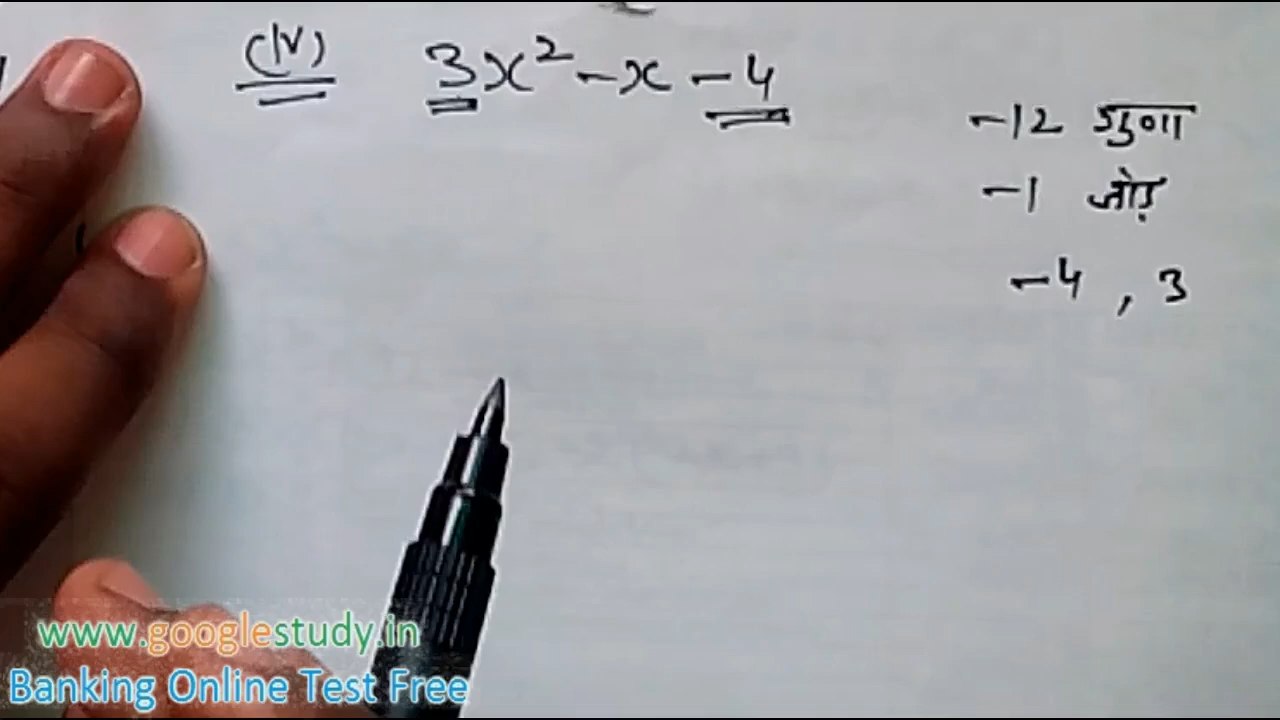 (iv) 3x² - x - 4
-12 गुणा
-1 जोड़
-4 , 3
www.googlestudy.in
Banking Online Test Free